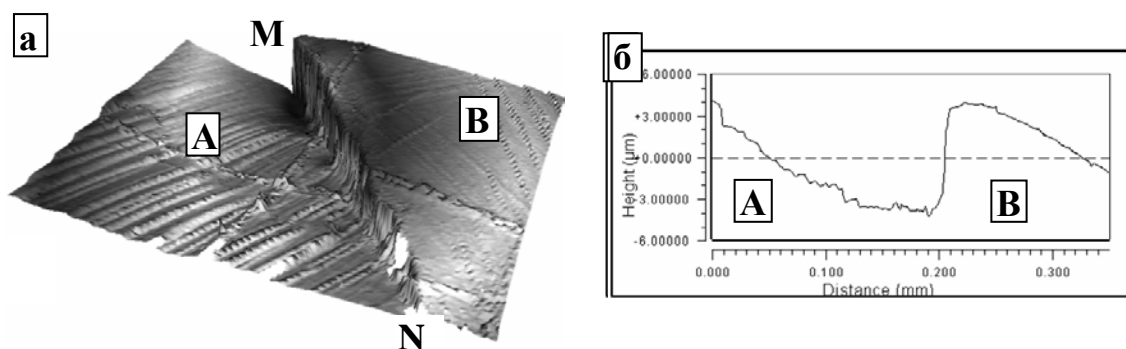 а
M
A
B
N
б
6.00000
+3.00000
+0.00000
-3.00000
-6.00000
Height (µm)
A
B
0.000
0.100
0.200
0.300
Distance (mm)